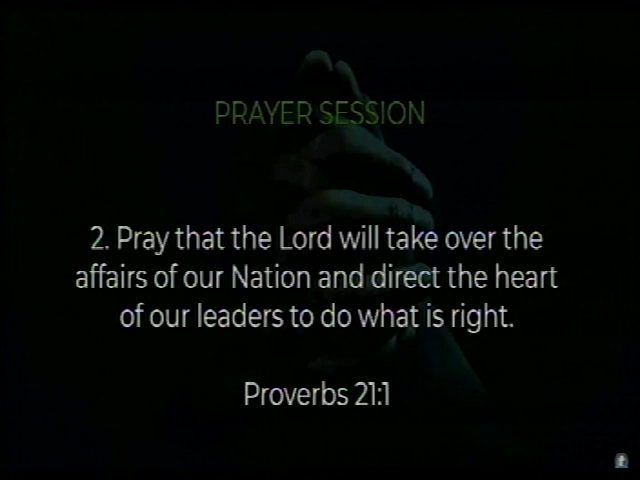 PRAYER SESSION
2. Pray that the Lord will take over the
affairs of our Nation and direct the heart
of our leaders to do what is right.
Proverbs 21:1